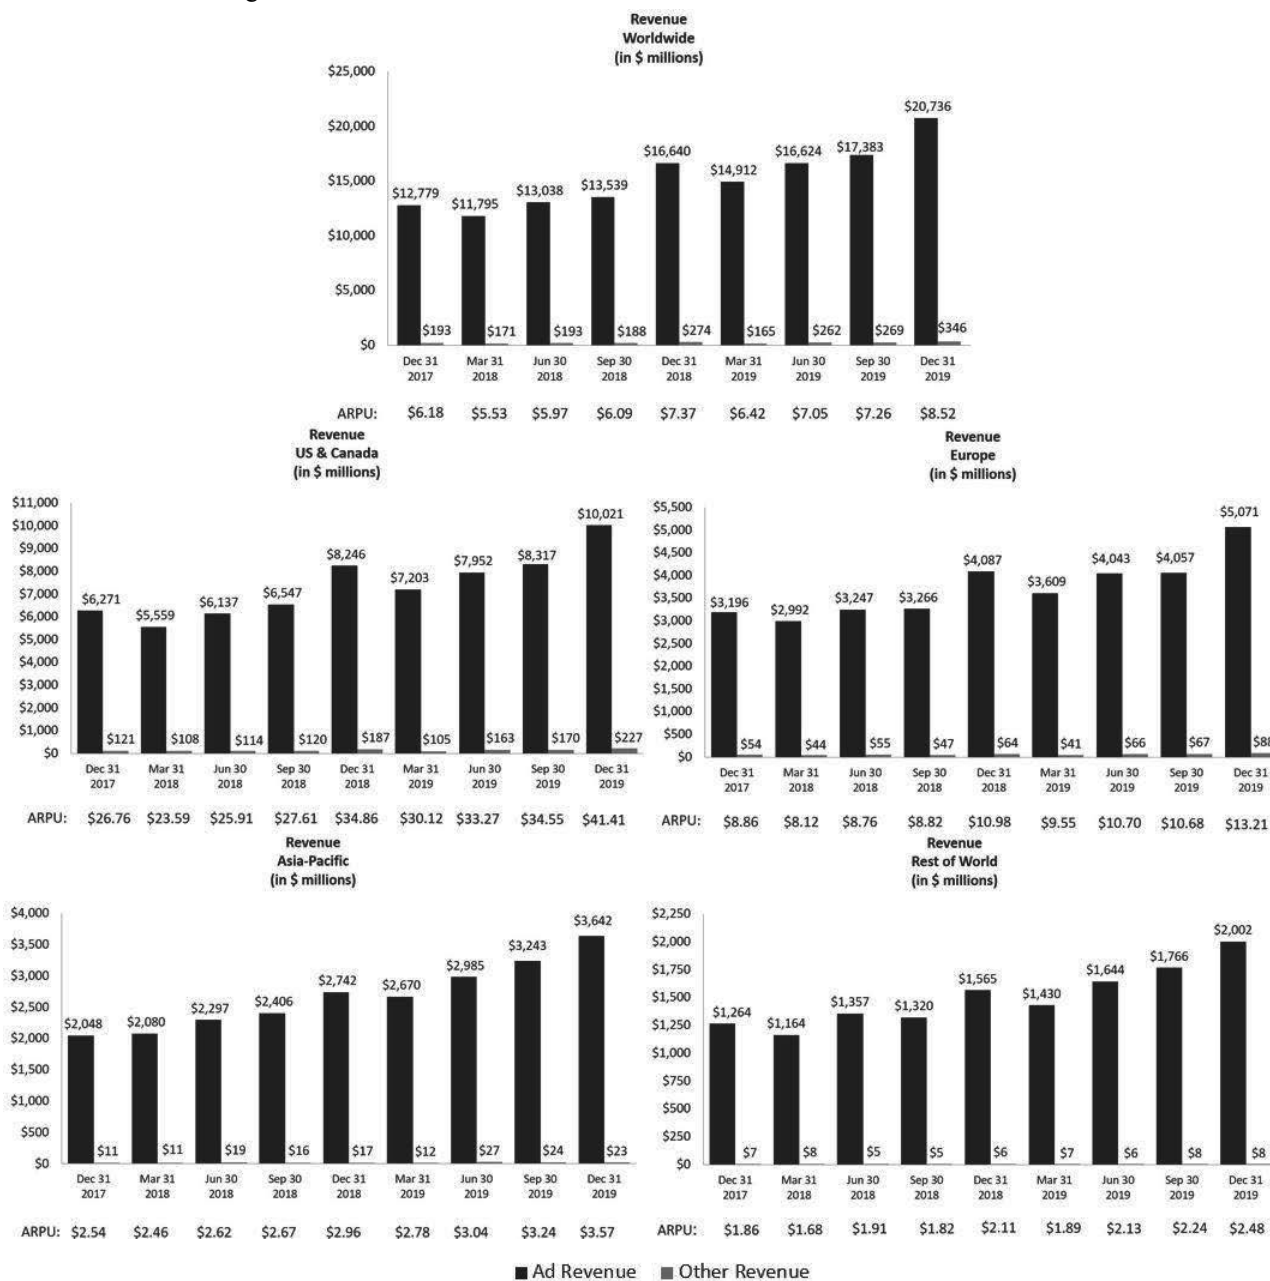 Revenue
Worldwide
(in $ millions)
$25,000
$20,000
$15,000
$10,000
$5,000
$0
$12,779 $11,795 $13,038 $13,539 $16,640 $14,912 $16,624 $17,383 $20,736
$193 $171 $193 $188 $274 $165 $262 $269 $346
Dec 31 Mar 31 Jun 30 Sep 30 Dec 31 Mar 31 Jun 30 Sep 30 Dec 31
2017 2018 2018 2018 2018 2019 2019 2019 2019
ARPU: $6.18 $5.53 $5.97 $6.09 $7.37 $6.42 $7.05 $7.26 $8.52
Revenue
US & Canada
(in $ millions)
$11,000
$10,000
$9,000
$8,000
$7,000
$6,000
$5,000
$4,000
$3,000
$2,000
$1,000
$0
$6,271 $5,559 $6,137 $6,547 $8,246 $7,203 $7,952 $8,317 $10,021
$121 $108 $114 $120 $187 $105 $163 $170 $227
Dec 31 Mar 31 Jun 30 Sep 30 Dec 31 Mar 31 Jun 30 Sep 30 Dec 31
2017 2018 2018 2018 2018 2019 2019 2019 2019
ARPU: $26.76 $23.59 $25.91 $27.61 $34.86 $30.12 $33.27 $34.55 $41.41
Revenue
Europe
(in $ millions)
$5,500
$5,000
$4,500
$4,000
$3,500
$3,000
$2,500
$2,000
$1,500
$1,000
$500
$0
$3,196 $2,992 $3,247 $3,266 $4,087 $3,609 $4,043 $4,057 $5,071
$54 $44 $55 $47 $64 $41 $66 $67 $88
Dec 31 Mar 31 Jun 30 Sep 30 Dec 31 Mar 31 Jun 30 Sep 30 Dec 31
2017 2018 2018 2018 2018 2019 2019 2019 2019
ARPU: $8.86 $8.12 $8.76 $8.82 $10.98 $9.55 $10.70 $10.68 $13.21
Revenue
Asia-Pacific
(in $ millions)
$4,000
$3,500
$3,000
$2,500
$2,000
$1,500
$1,000
$500
$0
$2,048 $2,080 $2,297 $2,406 $2,742 $2,670 $2,985 $3,243 $3,642
$11 $11 $19 $16 $17 $12 $27 $24 $23
Dec 31 Mar 31 Jun 30 Sep 30 Dec 31 Mar 31 Jun 30 Sep 30 Dec 31
2017 2018 2018 2018 2018 2019 2019 2019 2019
ARPU: $2.54 $2.46 $2.62 $2.67 $2.96 $2.78 $3.04 $3.24 $3.57
Revenue
Rest of World
(in $ millions)
$2,250
$2,000
$1,750
$1,500
$1,250
$1,000
$750
$500
$250
$0
$1,264 $1,164 $1,357 $1,320 $1,565 $1,430 $1,644 $1,766 $2,002
$7 $8 $5 $5 $6 $7 $6 $8 $8
Dec 31 Mar 31 Jun 30 Sep 30 Dec 31 Mar 31 Jun 30 Sep 30 Dec 31
2017 2018 2018 2018 2018 2019 2019 2019 2019
ARPU: $1.86 $1.68 $1.91 $1.82 $2.11 $1.89 $2.13 $2.24 $2.48
Ad Revenue Other Revenue